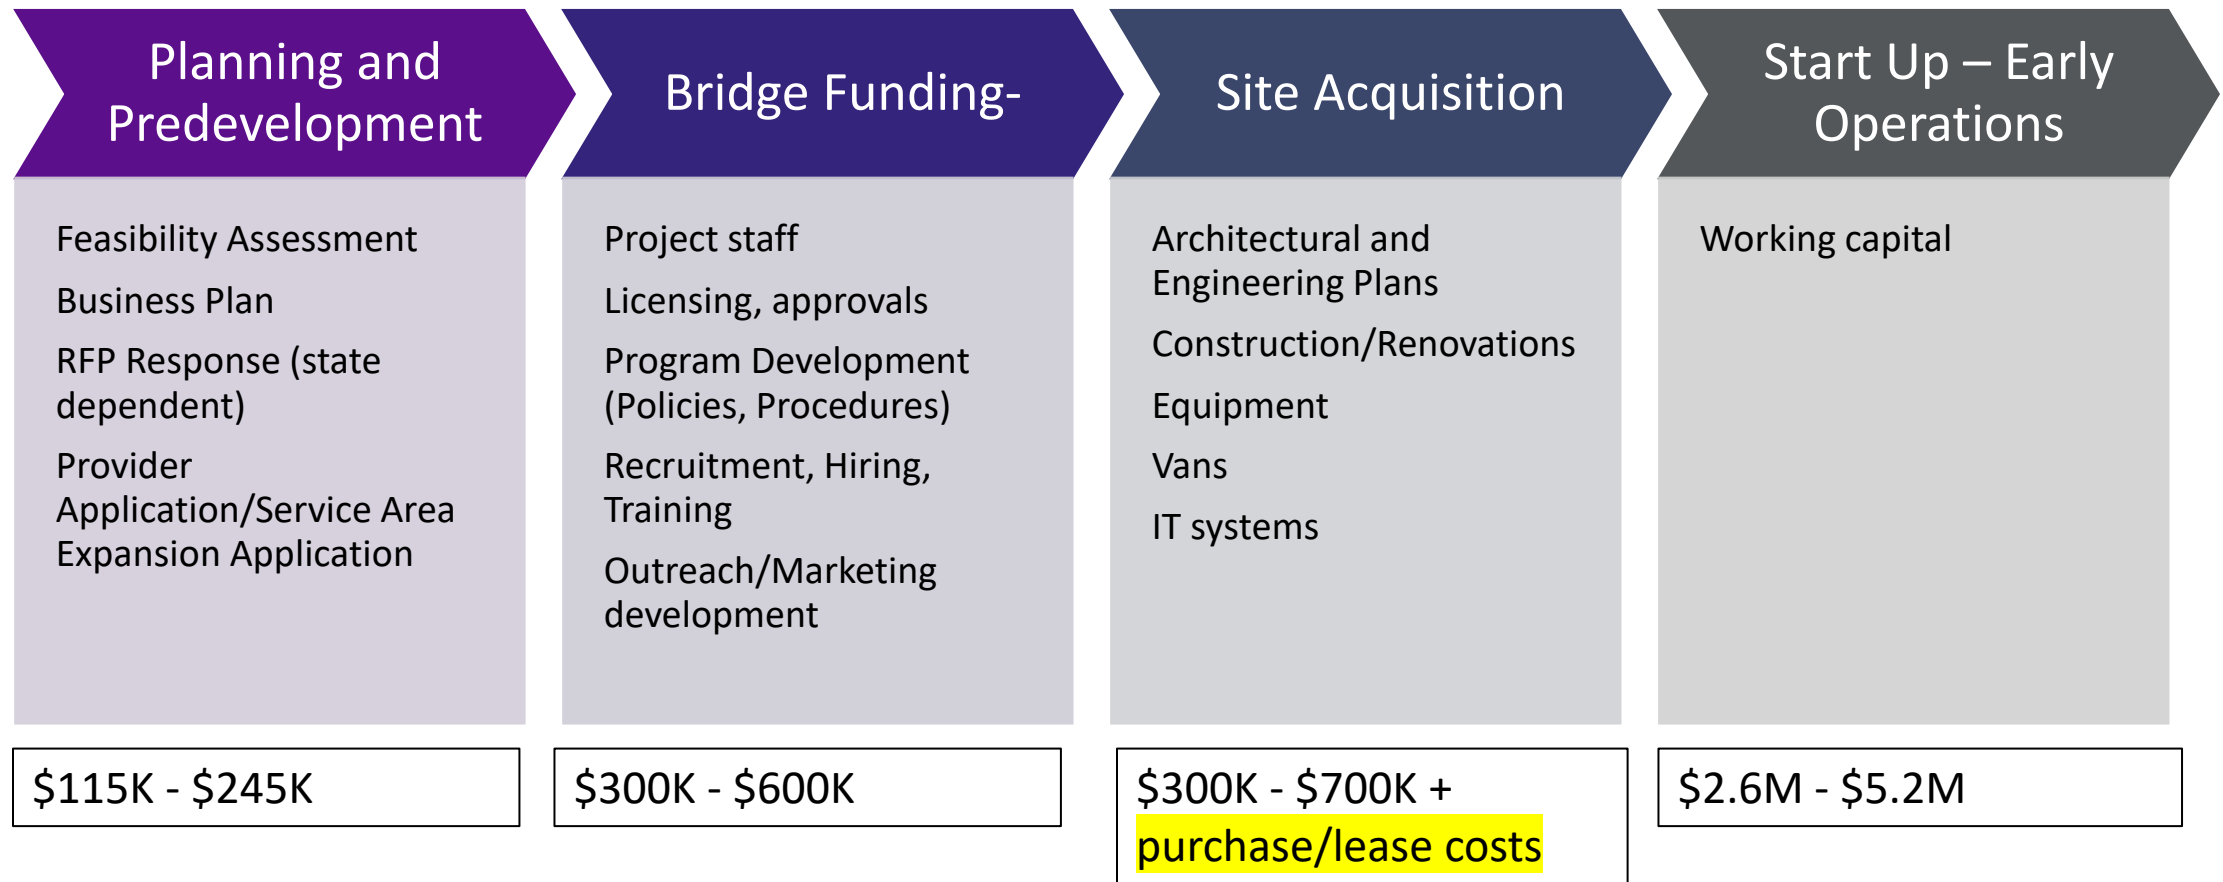 Planning and
Predevelopment
Bridge Funding-
Site Acquisition
Start Up – Early
Operations
Feasibility Assessment
Business Plan
RFP Response (state
dependent)
Provider
Application/Service Area
Expansion Application
Project staff
Licensing, approvals
Program Development
(Policies, Procedures)
Recruitment, Hiring,
Training
Outreach/Marketing
development
Architectural and
Engineering Plans
Construction/Renovations
Equipment
Vans
IT systems
Working capital
$115K - $245K
$300K - $600K
$300K - $700K +
purchase/lease costs
$2.6M - $5.2M